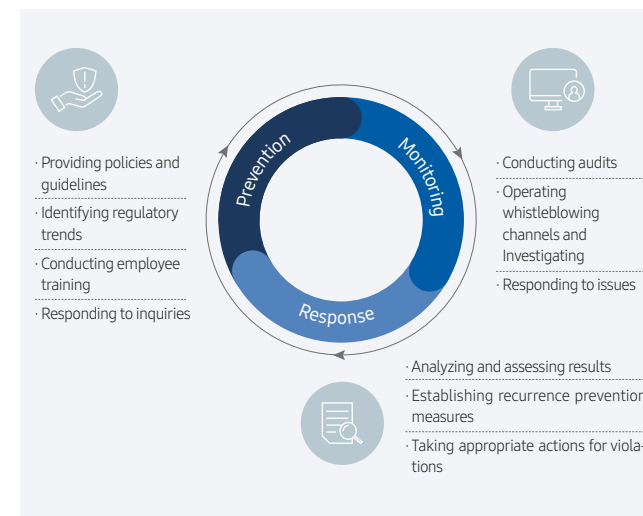 Prevention
· Providing policies and
guidelines
· Identifying regulatory
trends
· Conducting employee
training
· Responding to inquiries
Monitoring
· Conducting audits
· Operating
whistleblowing
channels and
Investigating
· Responding to issues
Response
· Analyzing and assessing results
· Establishing recurrence prevention
measures
· Taking appropriate actions for viola-
tions